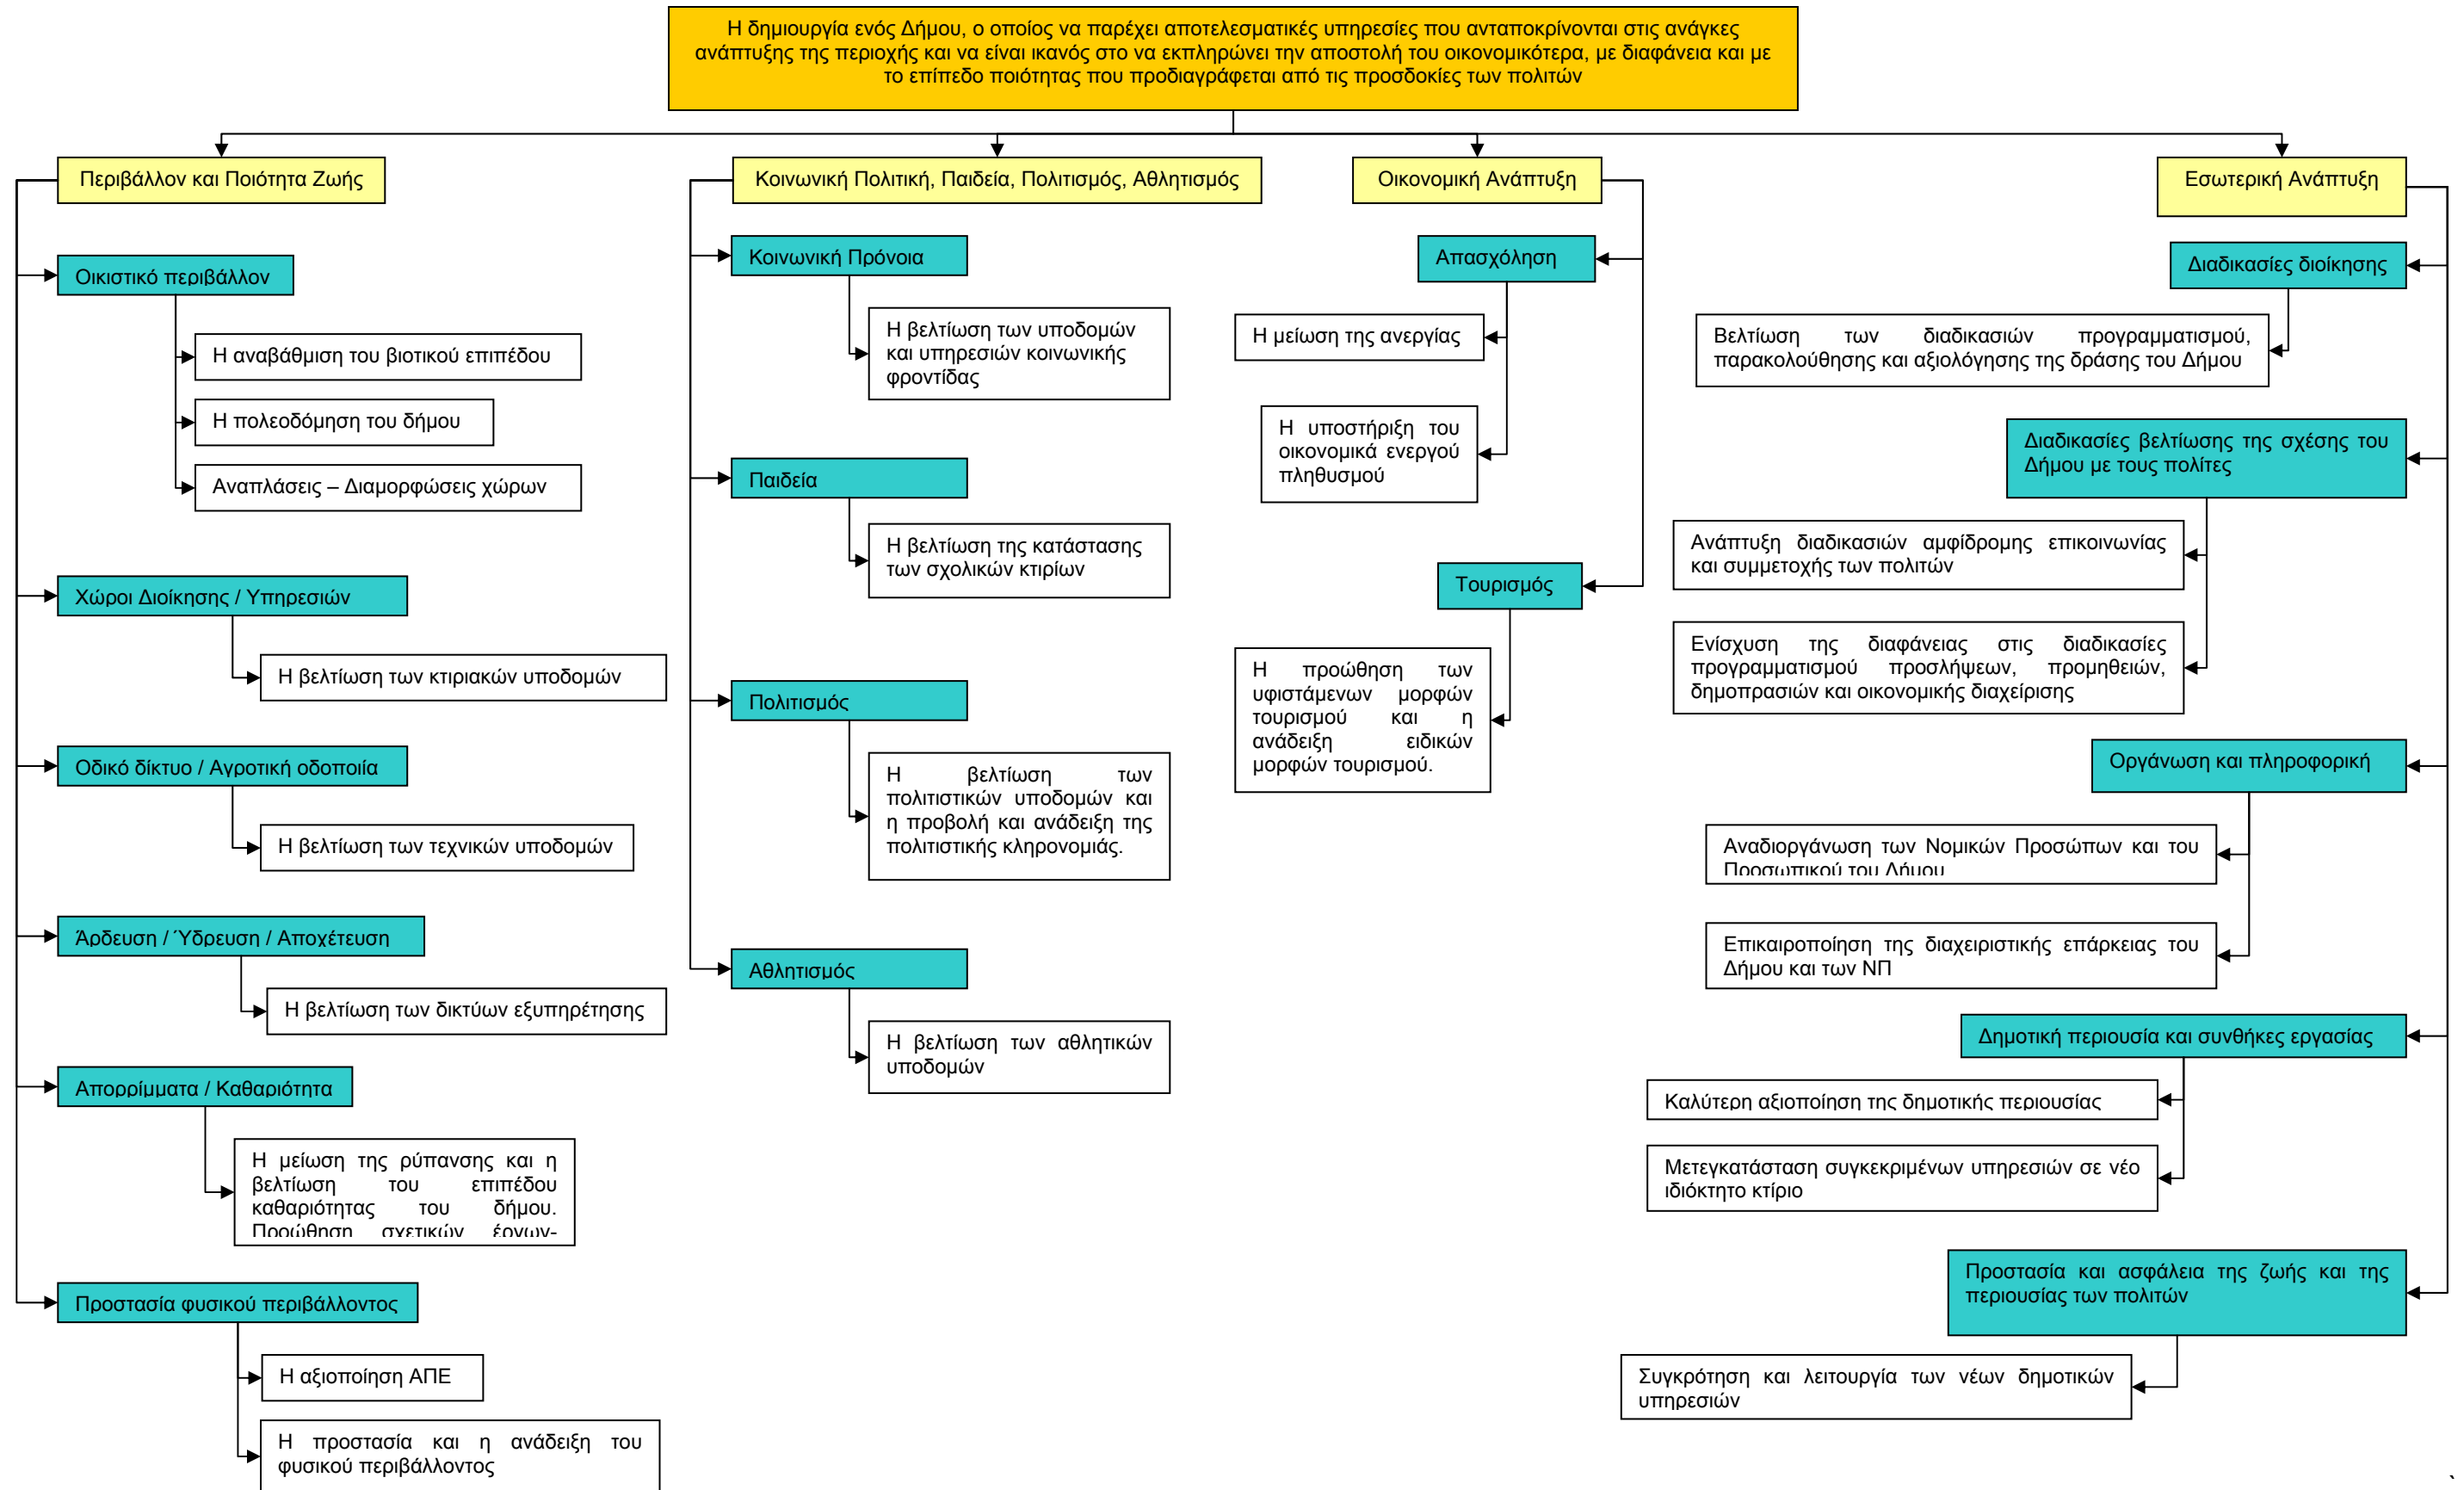 Η δημιουργία ενός Δήμου, ο οποίος να παρέχει αποτελεσματικές υπηρεσίες που ανταποκρίνονται στις ανάγκες
ανάπτυξης της περιοχής και να είναι ικανός στο να εκπληρώνει την αποστολή του οικονομικότερα, με διαφάνεια και με
το επίπεδο ποιότητας που προδιαγράφεται από τις προσδοκίες των πολιτών
Περιβάλλον και Ποιότητα Ζωής
Οικιστικό περιβάλλον
Η αναβάθμιση του βιοτικού επιπέδου
Η πολεοδόμηση του δήμου
Αναπλάσεις – Διαμορφώσεις χώρων
Χώροι Διοίκησης / Υπηρεσιών
Η βελτίωση των κτιριακών υποδομών
Οδικό δίκτυο / Αγροτική οδοποιία
Η βελτίωση των τεχνικών υποδομών
Άρδευση / Ύδρευση / Αποχέτευση
Η βελτίωση των δικτύων εξυπηρέτησης
Απορρίμματα / Καθαριότητα
Η μείωση της ρύπανσης και η
βελτίωση του επιπέδου
καθαριότητας του δήμου.
Προώθηση σχετικών έργων-
Προστασία φυσικού περιβάλλοντος
Η αξιοποίηση ΑΠΕ
Η προστασία και η ανάδειξη του
φυσικού περιβάλλοντος
Κοινωνική Πολιτική, Παιδεία, Πολιτισμός, Αθλητισμός
Κοινωνική Πρόνοια
Η βελτίωση των υποδομών
και υπηρεσιών κοινωνικής
φροντίδας
Παιδεία
Η βελτίωση της κατάστασης
των σχολικών κτιρίων
Πολιτισμός
Η βελτίωση των
πολιτιστικών υποδομών και
η προβολή και ανάδειξη της
πολιτιστικής κληρονομιάς.
Αθλητισμός
Η βελτίωση των αθλητικών
υποδομών
Οικονομική Ανάπτυξη
Απασχόληση
Η μείωση της ανεργίας
Η υποστήριξη του
οικονομικά ενεργού
πληθυσμού
Τουρισμός
Η προώθηση των
υφιστάμενων μορφών
τουρισμού και η
ανάδειξη ειδικών
μορφών τουρισμού.
Εσωτερική Ανάπτυξη
Διαδικασίες διοίκησης
Βελτίωση των διαδικασιών προγραμματισμού,
παρακολούθησης και αξιολόγησης της δράσης του Δήμου
Διαδικασίες βελτίωσης της σχέσης του
Δήμου με τους πολίτες
Ανάπτυξη διαδικασιών αμφίδρομης επικοινωνίας
και συμμετοχής των πολιτών
Ενίσχυση της διαφάνειας στις διαδικασίες
προγραμματισμού προσλήψεων, προμηθειών,
δημοπρασιών και οικονομικής διαχείρισης
Οργάνωση και πληροφορική
Αναδιοργάνωση των Νομικών Προσώπων και του
Προσωπικού του Δήμου
Επικαιροποίηση της διαχειριστικής επάρκειας του
Δήμου και των ΝΠ
Δημοτική περιουσία και συνθήκες εργασίας
Καλύτερη αξιοποίηση της δημοτικής περιουσίας
Μετεγκατάσταση συγκεκριμένων υπηρεσιών σε νέο
ιδιόκτητο κτίριο
Προστασία και ασφάλεια της ζωής και της
περιουσίας των πολιτών
Συγκρότηση και λειτουργία των νέων δημοτικών
υπηρεσιών
`